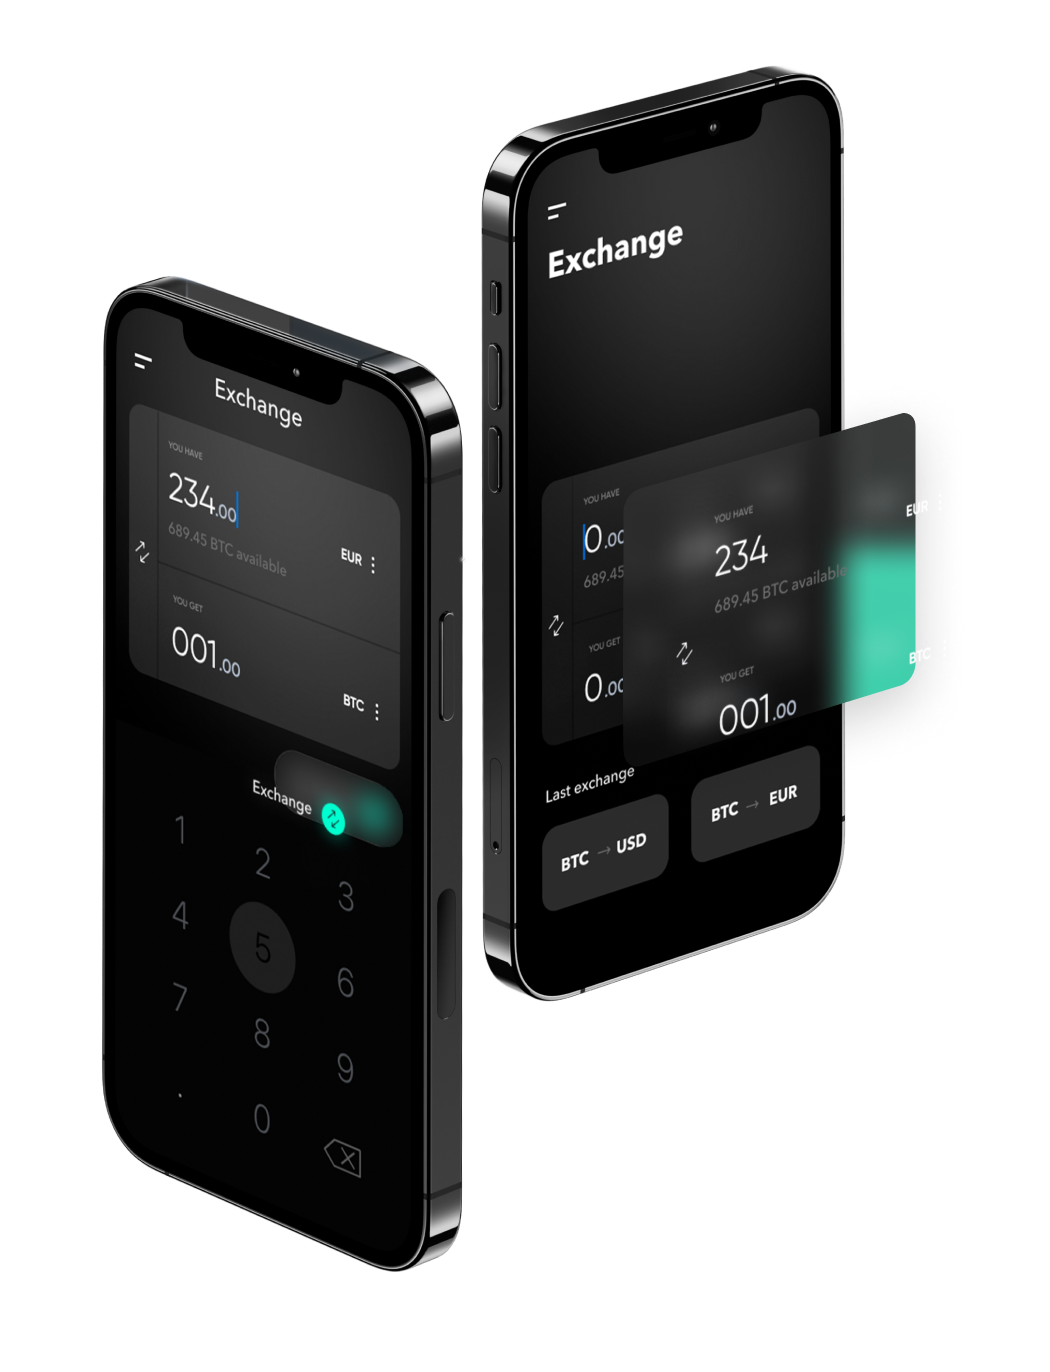 Exchange
YOU HAVE
234.00
689.45 BTC available
EUR
YOU GET
001.00
BTC
Exchange
1
2
3
4
5
6
7
8
9
.
0
Exchange
YOU HAVE
0.00
689.45
YOU GET
0.00
YOU HAVE
234
689.45 BTC available
EUR
YOU GET
001.00
BTC
Last exchange
BTC → USD
BTC → EUR